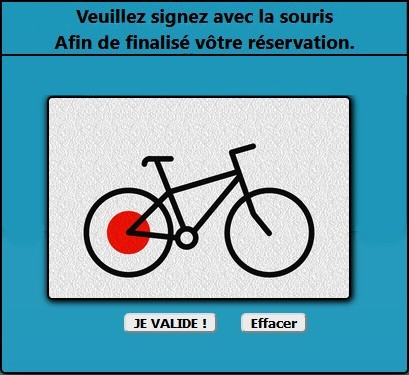 Veuillez signez avec la souris
Afin de finalisé vôtre réservation.
JE VALIDE ! Effacer